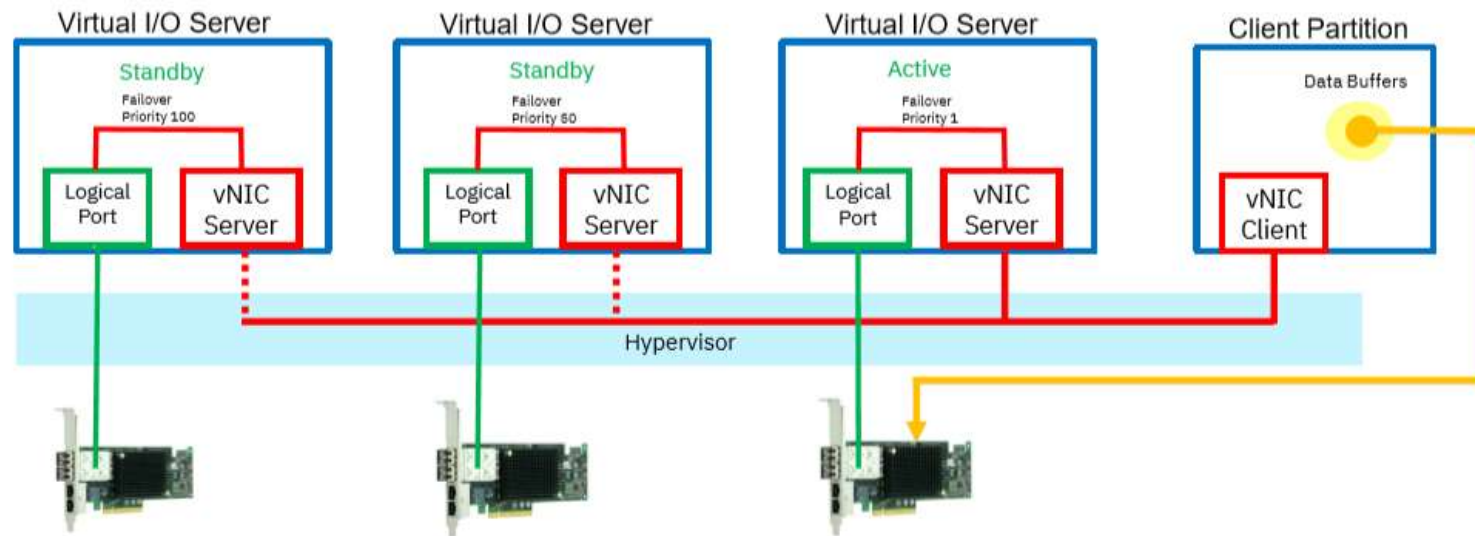 Virtual I/O Server
Standby
Failover
Priority 100
Logical
Port
vNIC
Server
Virtual I/O Server
Standby
Failover
Priority 50
Logical
Port
vNIC
Server
Virtual I/O Server
Active
Failover
Priority 1
Logical
Port
vNIC
Server
Client Partition
Data Buffers
vNIC
Client
Hypervisor